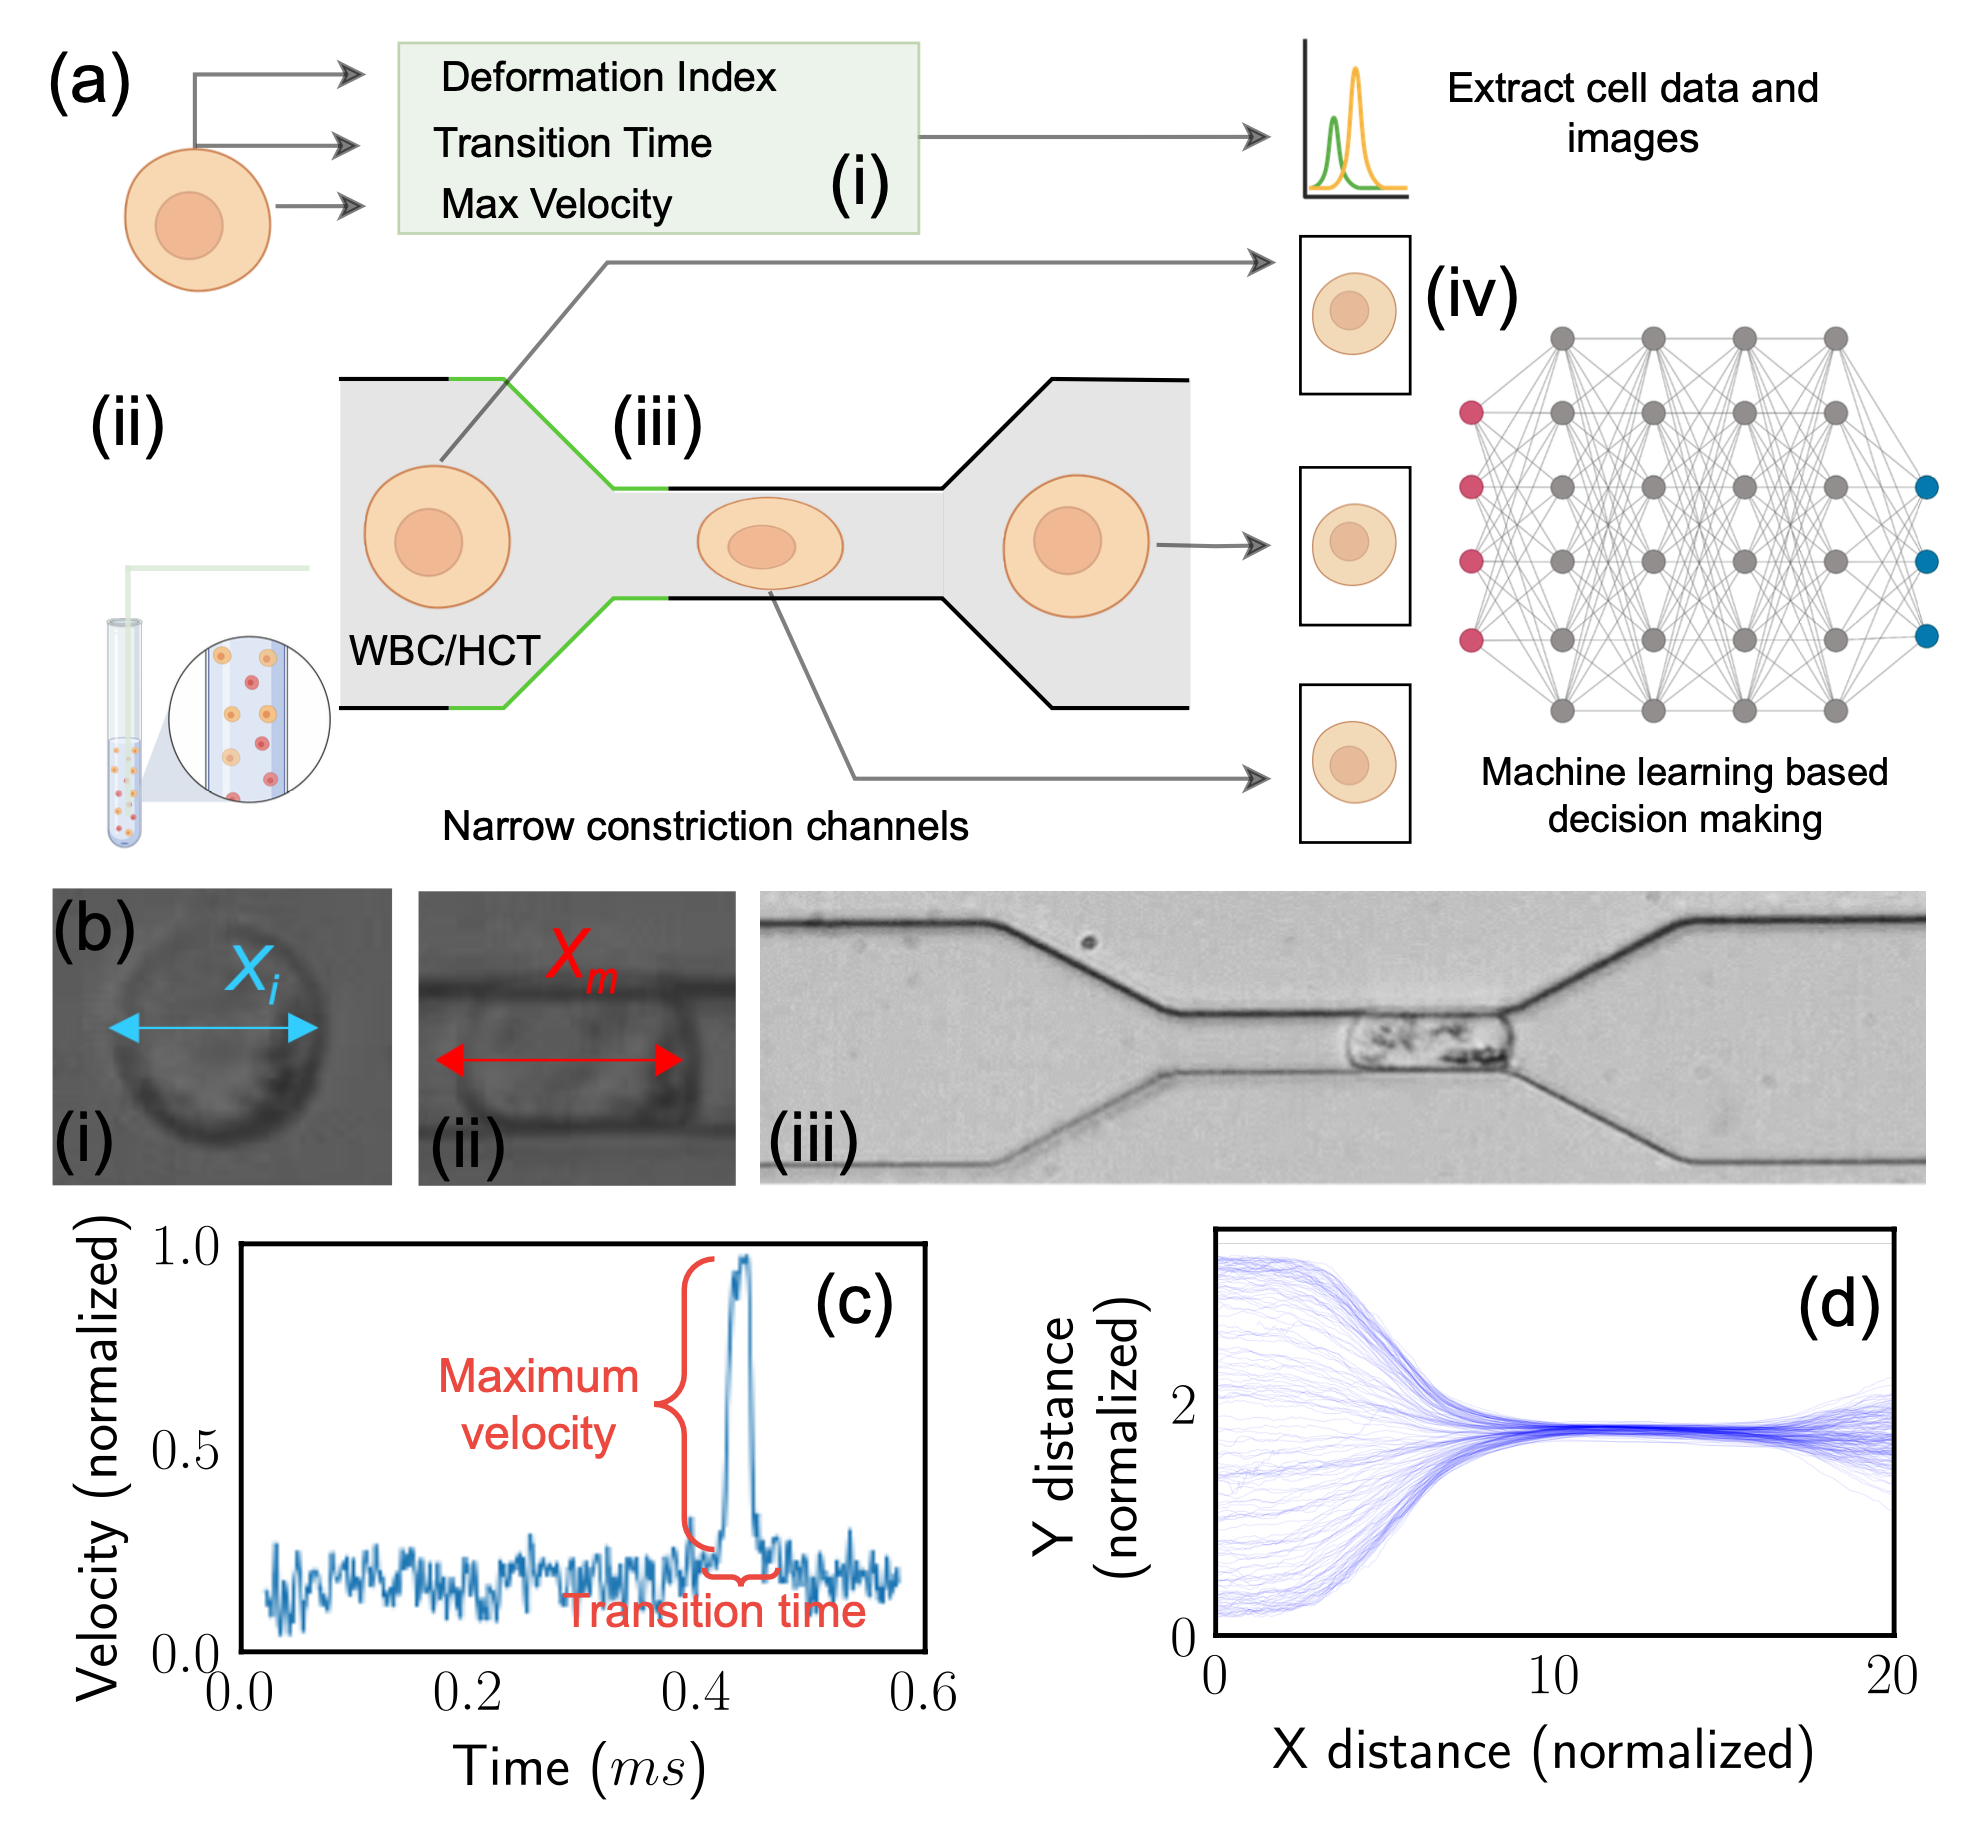 (a)
Deformation Index
Transition Time
Max Velocity
(i)
Extract cell data and
images
(ii)
(iii)
(iv)
WBC/HCT
Narrow constriction channels
Machine learning based
decision making
(b)
Xi
(i)
Xm
(ii)
(iii)
Velocity (normalized)
1.0
0.5
0.0
(c)
Maximum
velocity
Transition time
0.0 0.2 0.4 0.6
Time (ms)
Y distance
(normalized)
2
0
(d)
0 10 20
X distance (normalized)